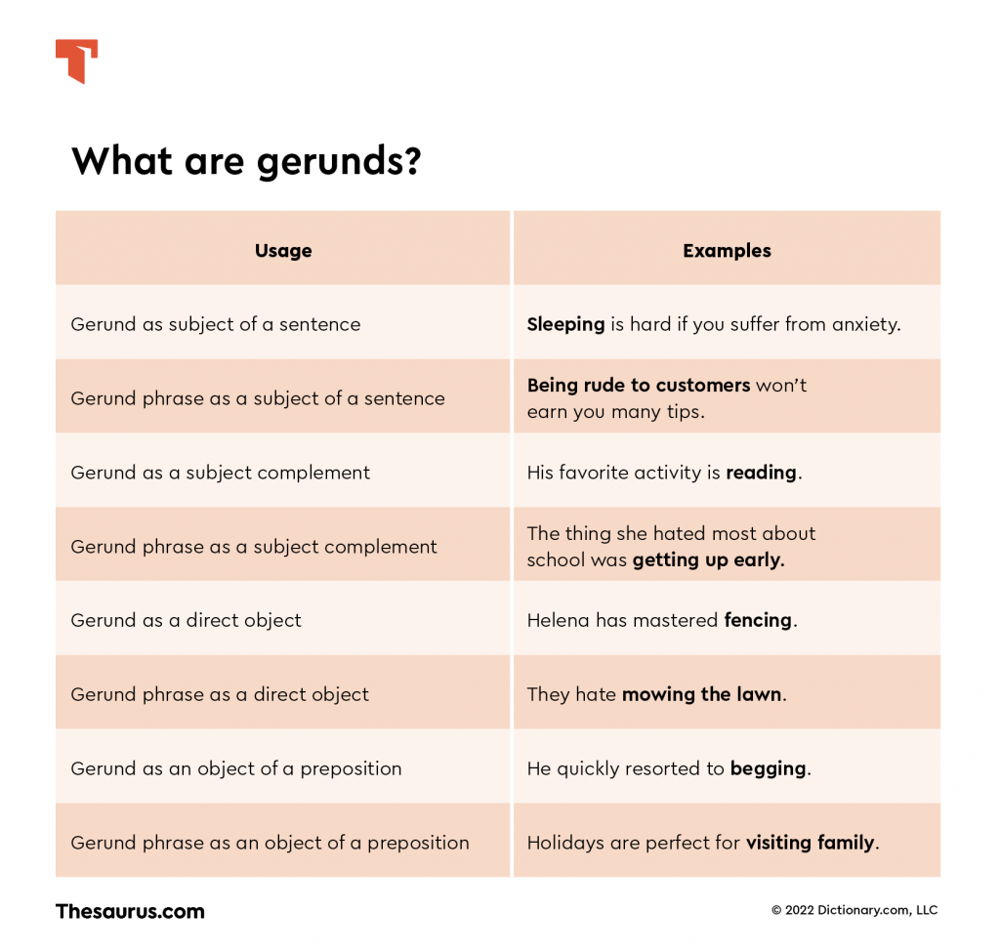 What are gerunds?
Usage
Examples
Gerund as subject of a sentence
Sleeping is hard if you suffer from anxiety.
Gerund phrase as a subject of a sentence
Being rude to customers won't
earn you many tips.
Gerund as a subject complement
His favorite activity is reading.
Gerund phrase as a subject complement
The thing she hated most about
school was getting up early.
Gerund as a direct object
Helena has mastered fencing.
Gerund phrase as a direct object
They hate mowing the lawn.
Gerund as an object of a preposition
He quickly resorted to begging.
Gerund phrase as an object of a preposition
Holidays are perfect for visiting family.
Thesaurus.com
© 2022 Dictionary.com, LLC